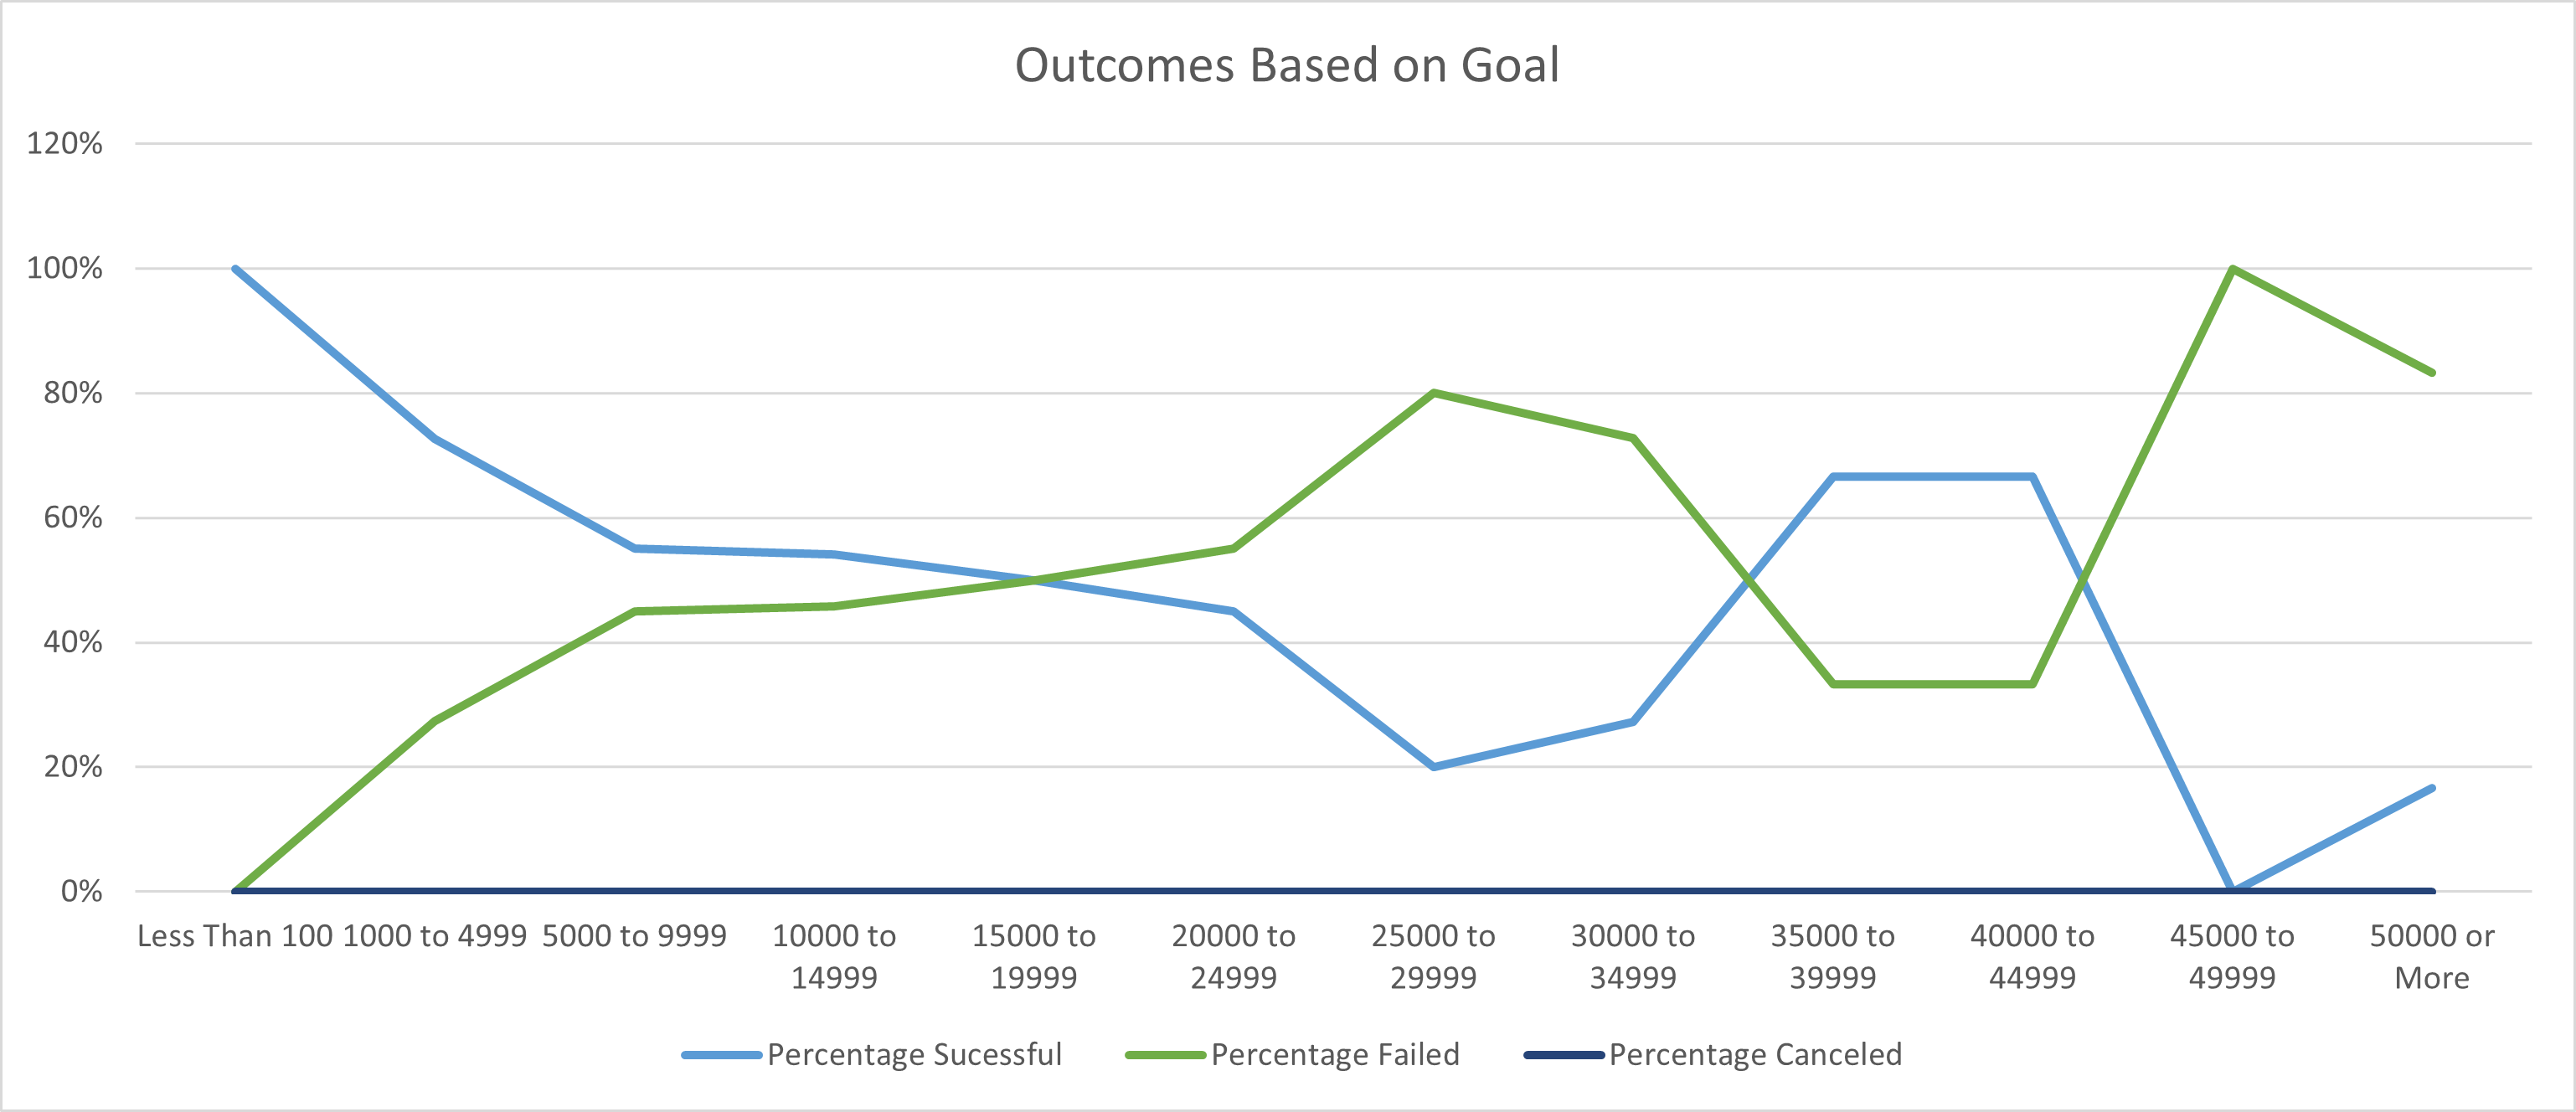 Outcomes Based on Goal
120%
100%
80%
60%
40%
20%
0%
Less Than 100 1000 to 4999 5000 to 9999 10000 to 15000 to 20000 to 25000 to 30000 to 35000 to 40000 to 45000 to 50000 or
14999 19999 24999 29999 34999 39999 44999 49999 More
Percentage Sucessful Percentage Failed Percentage Canceled